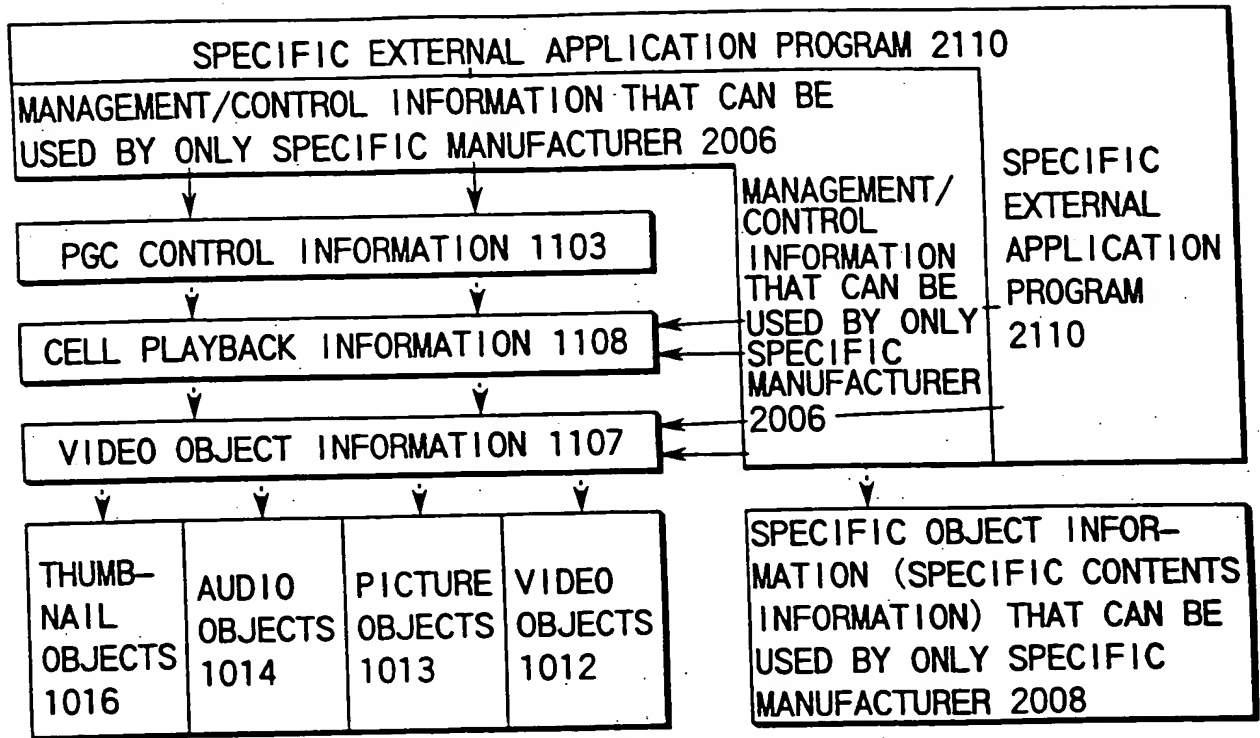 SPECIFIC EXTERNAL APPLICATION PROGRAM 2110
MANAGEMENT/CONTROL INFORMATION THAT CAN BE
USED BY ONLY SPECIFIC MANUFACTURER 2006
PGC CONTROL INFORMATION 1103
CELL PLAYBACK INFORMATION 1108
VIDEO OBJECT INFORMATION 1107
MANAGEMENT/
CONTROL
INFORMATION
THAT CAN BE
USED BY ONLY
SPECIFIC
MANUFACTURER
2006
SPECIFIC
EXTERNAL
APPLICATION
PROGRAM
2110
THUMB-
NAIL
OBJECTS
1016
AUDIO
OBJECTS
1014
PICTURE
OBJECTS
1013
VIDEO
OBJECTS
1012
SPECIFIC OBJECT INFOR-
MATION (SPECIFIC CONTENTS
INFORMATION) THAT CAN BE
USED BY ONLY SPECIFIC
MANUFACTURER 2008